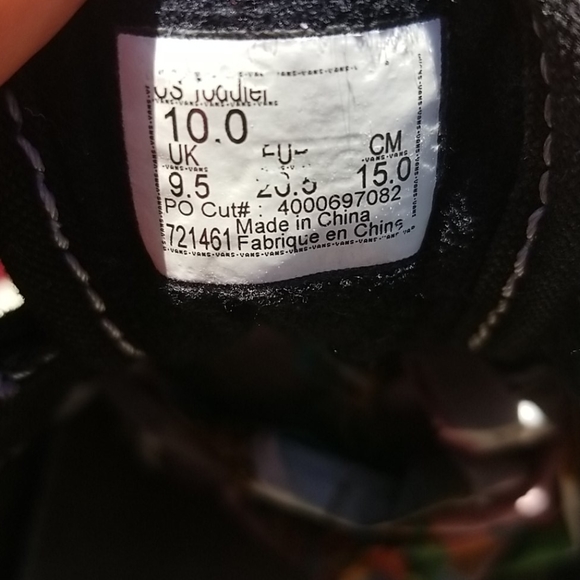 US Toddler
10.0
UK EUR CM
9.5 15.0
PO Cut# : 4000697082
Made in China
721461 Fabrique en Chine